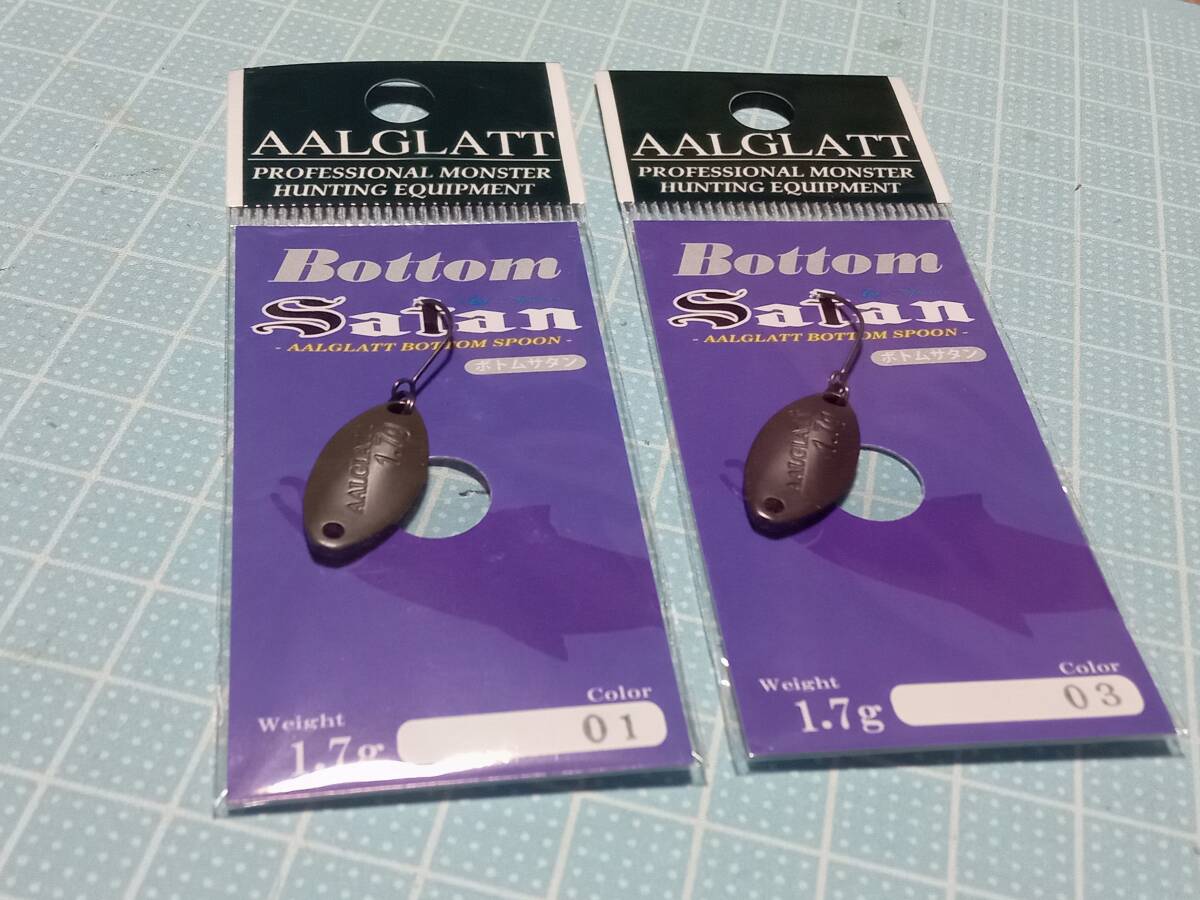 AALGLATT
PROFESSIONAL MONSTER
HUNTING EQUIPMENT
Bottom
Satan
- AALGLATT BOTTOM SPOON -
ボトムサタン
AALGLATT
1.7g
Color
Weight
1.7g
01
AALGLATT
PROFESSIONAL MONSTER
HUNTING EQUIPMENT
Bottom
Satan
- AALGLATT BOTTOM SPOON -
ボトムサタン
AALGLATT
1.7g
Color
Weight
1.7g
03